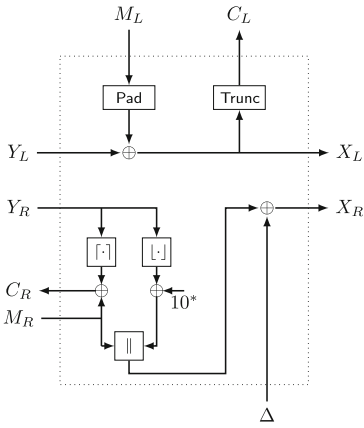 M_L C_L
Pad Trunc
Y_L ⊕ X_L
Y_R ⊕ X_R
⌈·⌉ ⌊·⌋
C_R ⊕ ⊕ 10*
M_R
∥
Δ